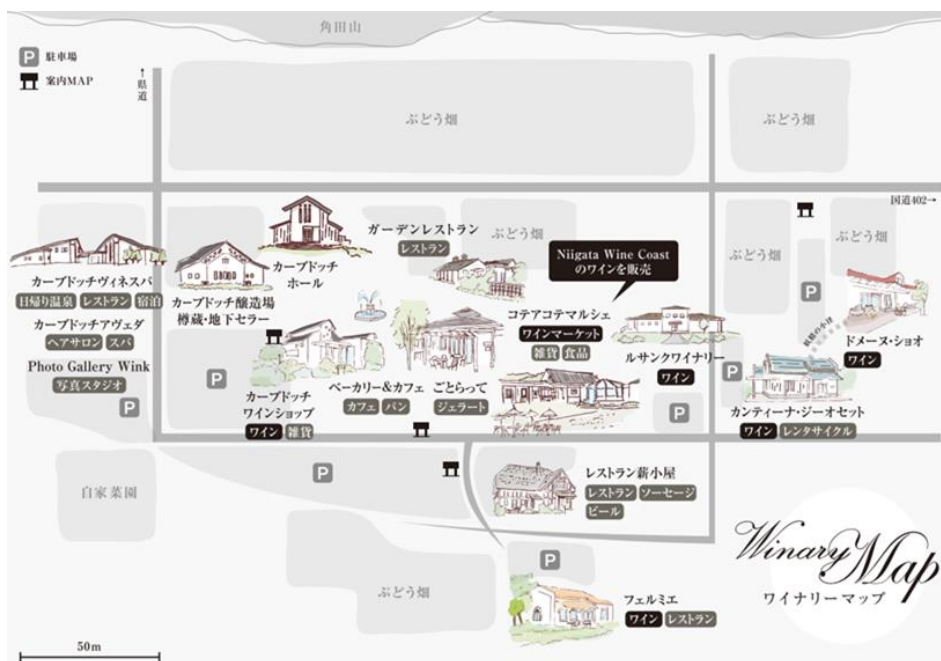 角田山
P 駐車場
案内MAP
↑県道
ぶどう畑
ぶどう畑
国道402→
カーブドッチヴィネスパ
日帰り温泉 レストラン 宿泊
カーブドッチアヴェダ
ヘアサロン スパ
Photo Gallery Wink
写真スタジオ
P
カーブドッチ醸造場
樽蔵・地下セラー
カーブドッチ
ホール
ガーデンレストラン
レストラン
ぶどう畑
Niigata Wine Coast
のワインを販売
コテアコテマルシェ
ワインマーケット
雑貨 食品
ルサンクワイナリー
ワイン
ぶどう畑
ぶどう畑
P
ドメーヌ・ショオ
ワイン
P
カーブドッチ
ワインショップ
ワイン 雑貨
ベーカリー&カフェ
カフェ パン
ごとらって
ジェラート
P
P
カンティーナ・ジーオセット
ワイン レンタサイクル
自家菜園
P
レストラン薪小屋
レストラン ソーセージ
ビール
ぶどう畑
P
フェルミエ
ワイン レストラン
Winary Map
ワイナリーマップ
50m